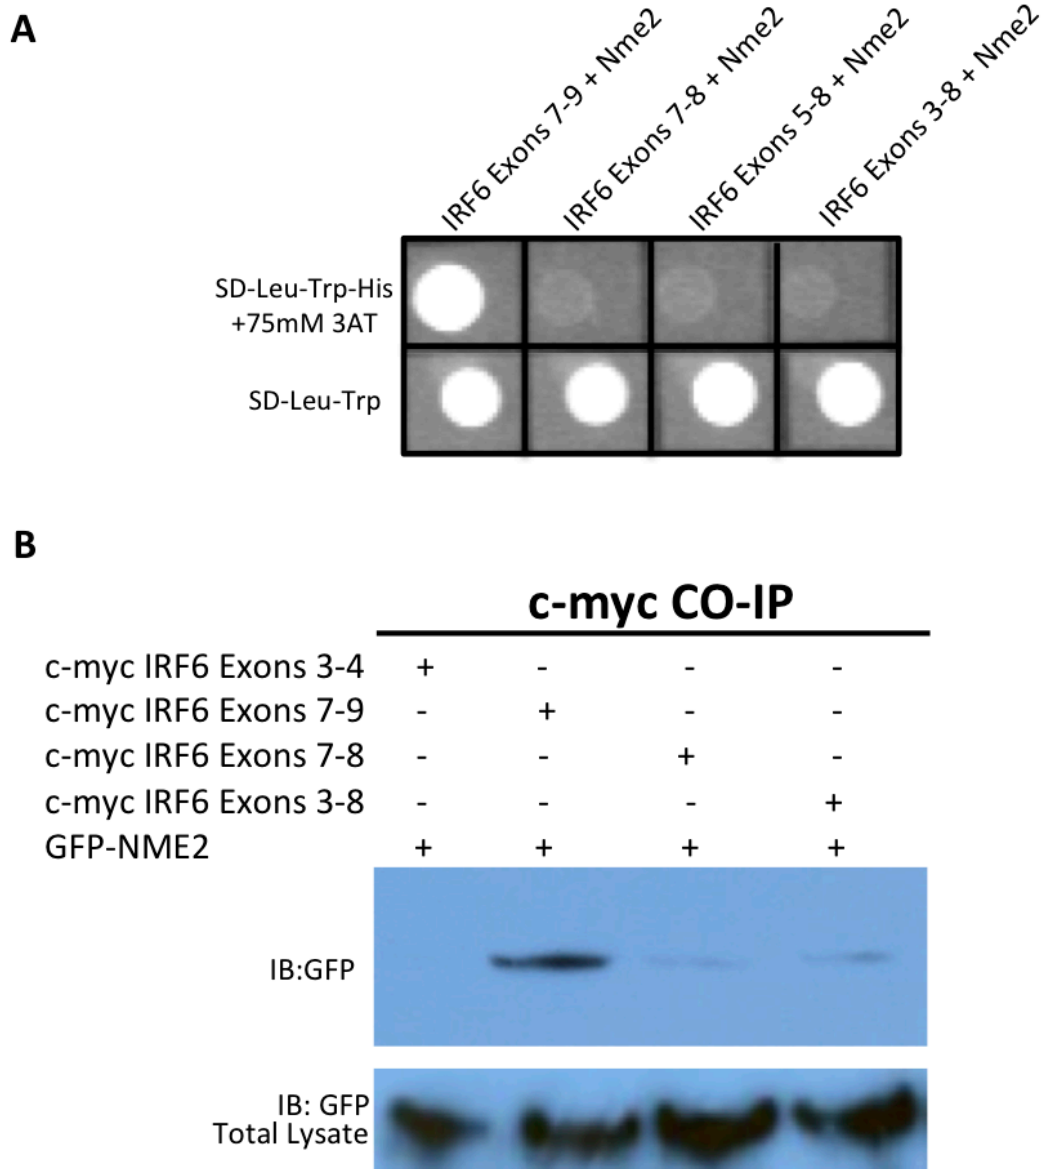 A
IRF6 Exons 7-9 + Nme2
IRF6 Exons 7-8 + Nme2
IRF6 Exons 5-8 + Nme2
IRF6 Exons 3-8 + Nme2
SD-Leu-Trp-His
+75mM 3AT
SD-Leu-Trp
B
c-myc CO-IP
c-myc IRF6 Exons 3-4 + - - -
c-myc IRF6 Exons 7-9 - + - -
c-myc IRF6 Exons 7-8 - - + -
c-myc IRF6 Exons 3-8 - - - +
GFP-NME2 + + + +
IB:GFP
IB: GFP
Total Lysate